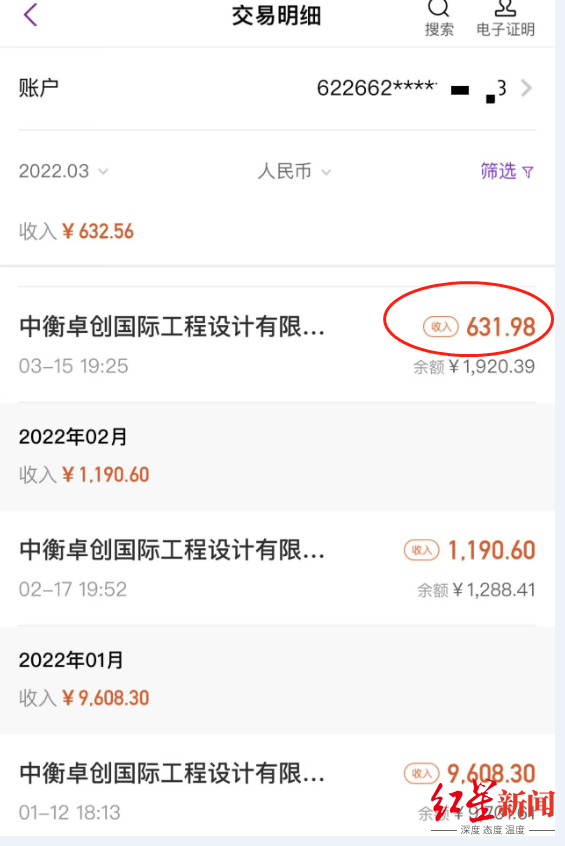 交易明细
搜索 电子证明
账户 622662**** 3
2022.03 人民币 筛选
收入 ¥ 632.56
中衡卓创国际工程设计有限... 收入 631.98
03-15 19:25 余额 ¥1,920.39
2022年02月
收入 ¥ 1,190.60
中衡卓创国际工程设计有限... 收入 1,190.60
02-17 19:52 余额 ¥1,288.41
2022年01月
收入 ¥ 9,608.30
中衡卓创国际工程设计有限... 收入 9,608.30
01-12 18:13 余额 ¥9,701.61
红星新闻
深度 态度 温度